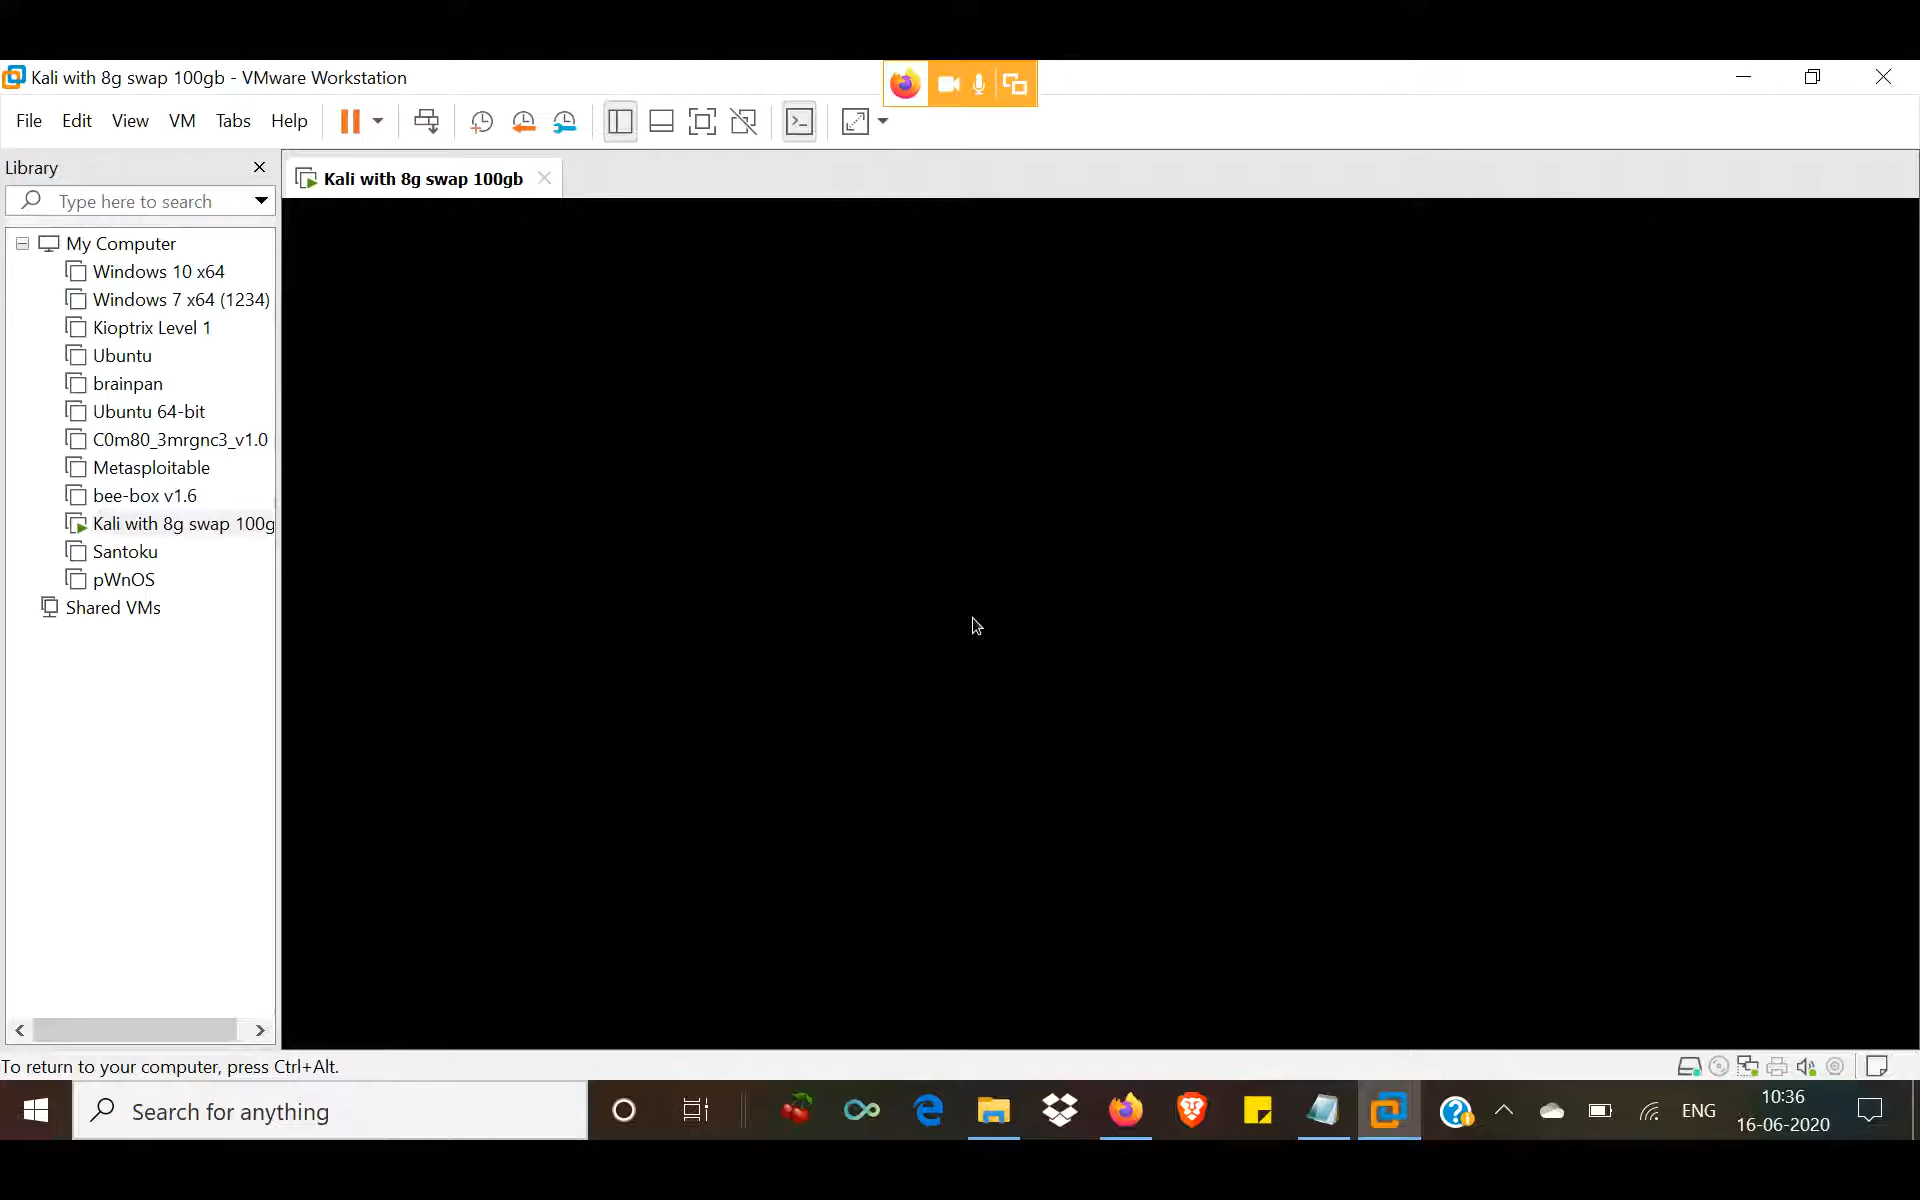 Kali with 8g swap 100gb - VMware Workstation
File Edit View VM Tabs Help
Library
Type here to search
Kali with 8g swap 100gb
My Computer
Windows 10 x64
Windows 7 x64 (1234)
Kioptrix Level 1
Ubuntu
brainpan
Ubuntu 64-bit
C0m80_3mrgnc3_v1.0
Metasploitable
bee-box v1.6
Kali with 8g swap 100g
Santoku
pWnOS
Shared VMs
To return to your computer, press Ctrl+Alt.
Search for anything
ENG
10:36
16-06-2020